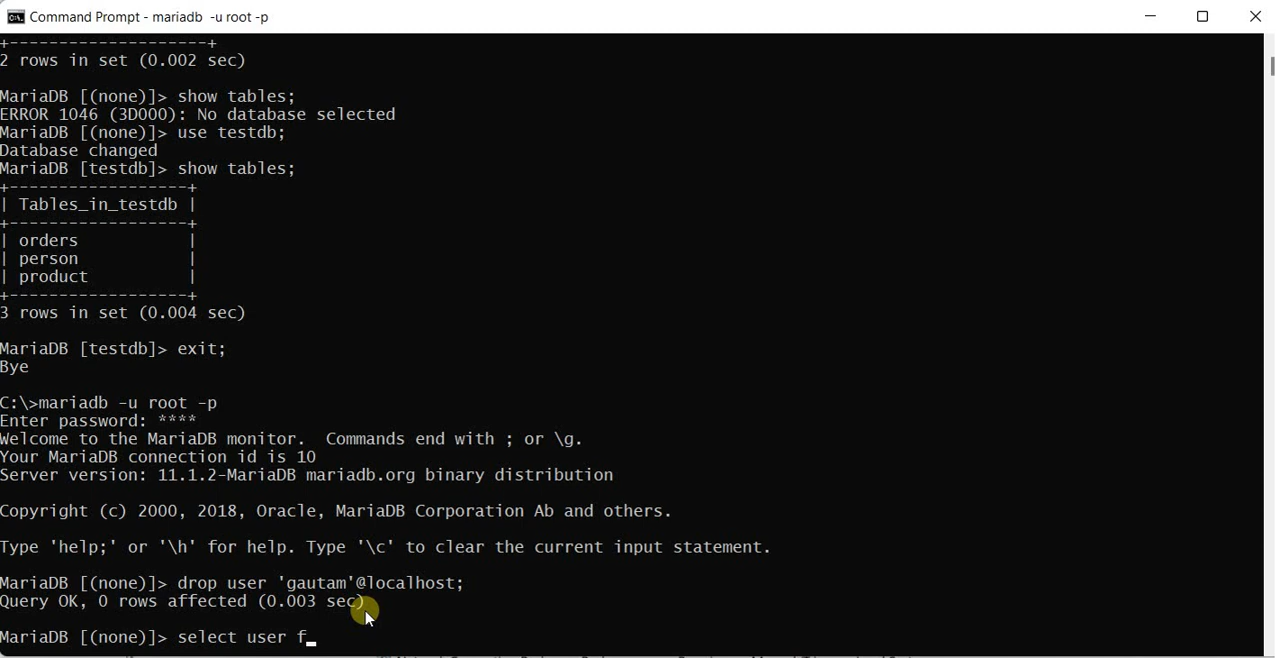 Command Prompt - mariadb -u root -p
+--------------------+
2 rows in set (0.002 sec)
MariaDB [(none)]> show tables;
ERROR 1046 (3D000): No database selected
MariaDB [(none)]> use testdb;
Database changed
MariaDB [testdb]> show tables;
+------------------+
| Tables_in_testdb |
+------------------+
| orders           |
| person           |
| product          |
+------------------+
3 rows in set (0.004 sec)
MariaDB [testdb]> exit;
Bye
C:\>mariadb -u root -p
Enter password: ****
Welcome to the MariaDB monitor.  Commands end with ; or \g.
Your MariaDB connection id is 10
Server version: 11.1.2-MariaDB mariadb.org binary distribution
Copyright (c) 2000, 2018, Oracle, MariaDB Corporation Ab and others.
Type 'help;' or '\h' for help. Type '\c' to clear the current input statement.
MariaDB [(none)]> drop user 'gautam'@localhost;
Query OK, 0 rows affected (0.003 sec)
MariaDB [(none)]> select user f_